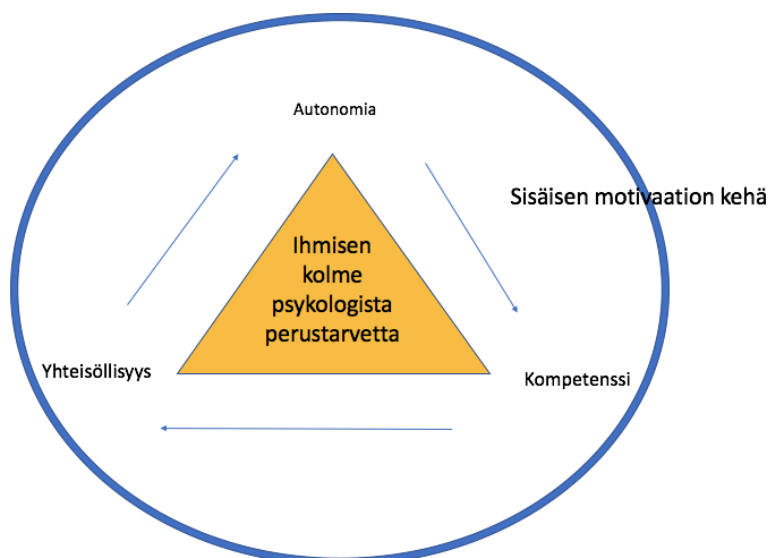 Autonomia
Sisäisen motivaation kehä
Ihmisen
kolme
psykologista
perustarvetta
Yhteisöllisyys
Kompetenssi